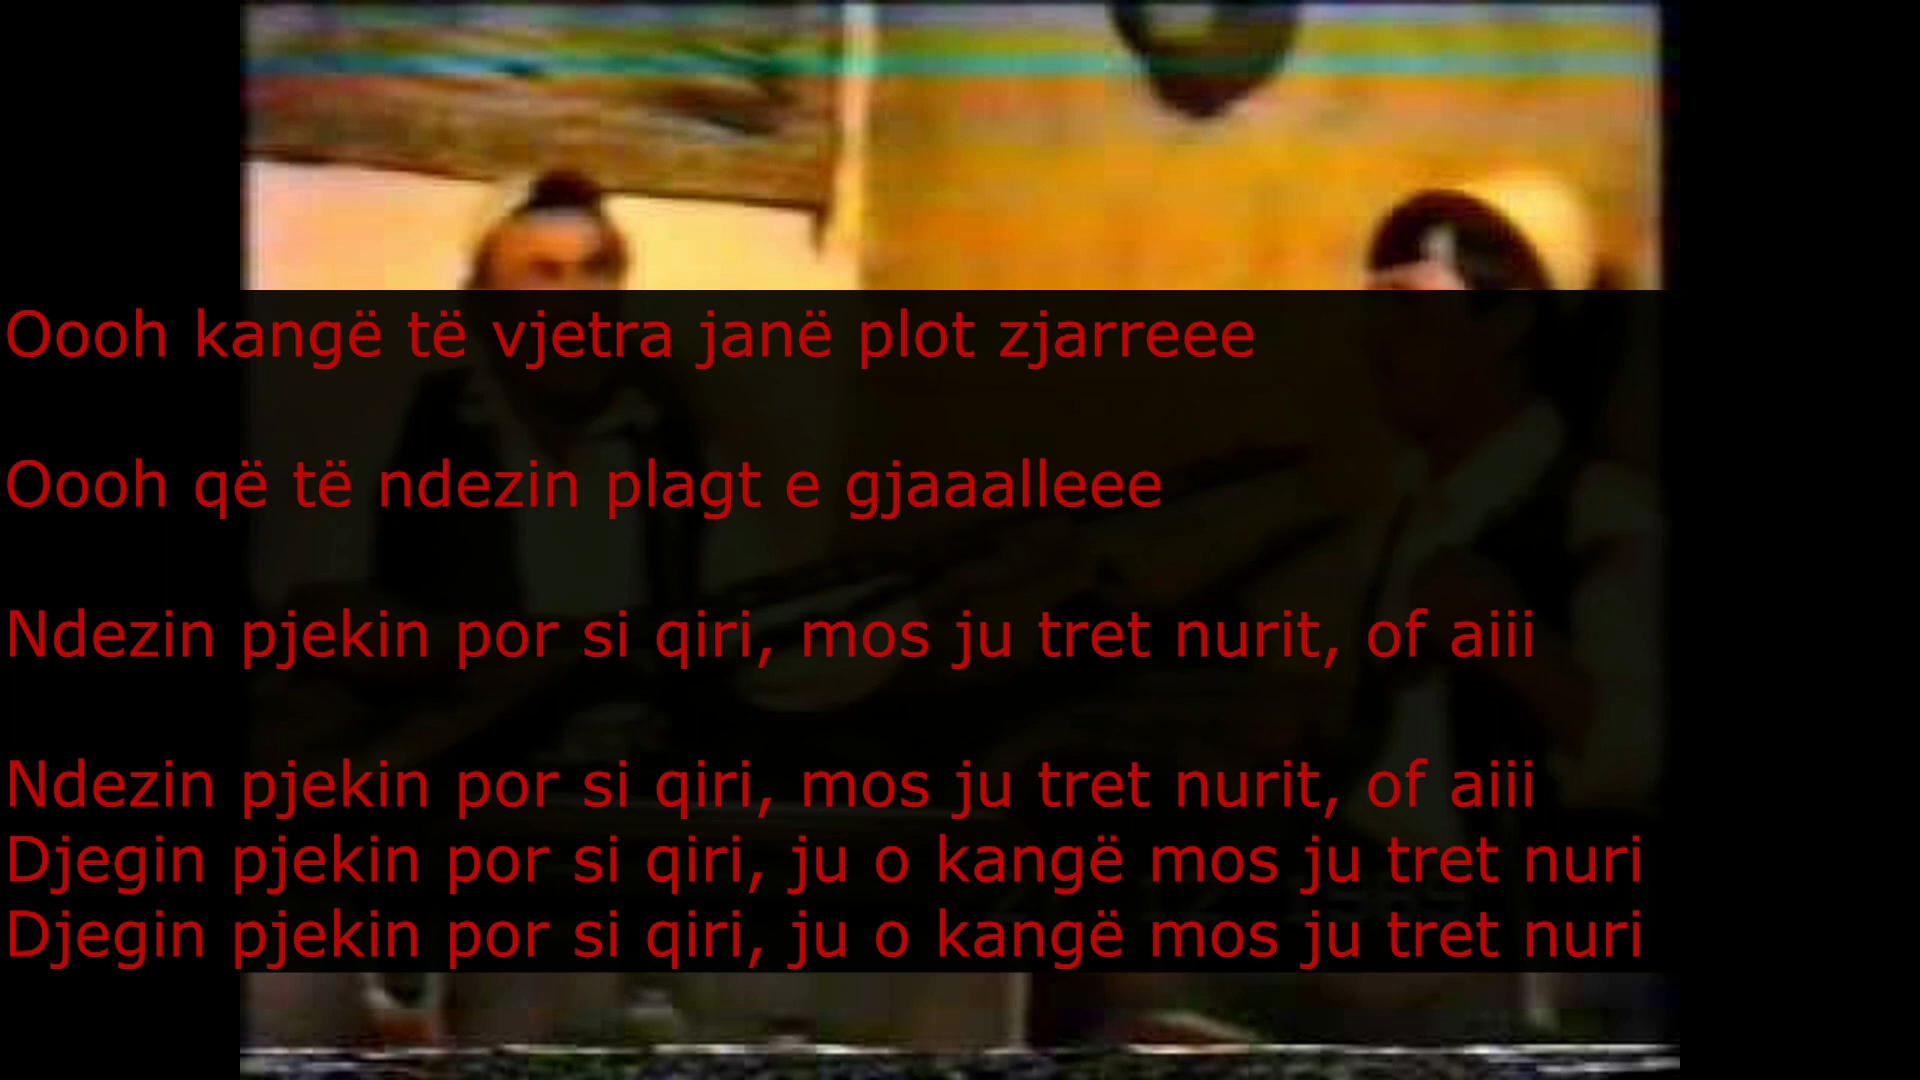 Oooh kangë të vjetra janë plot zjarreee
Oooh që të ndezin plagt e gjaaalleee
Ndezin pjekin por si qiri, mos ju tret nurit, of aiii
Ndezin pjekin por si qiri, mos ju tret nurit, of aiii
Djegin pjekin por si qiri, ju o kangë mos ju tret nuri
Djegin pjekin por si qiri, ju o kangë mos ju tret nuri